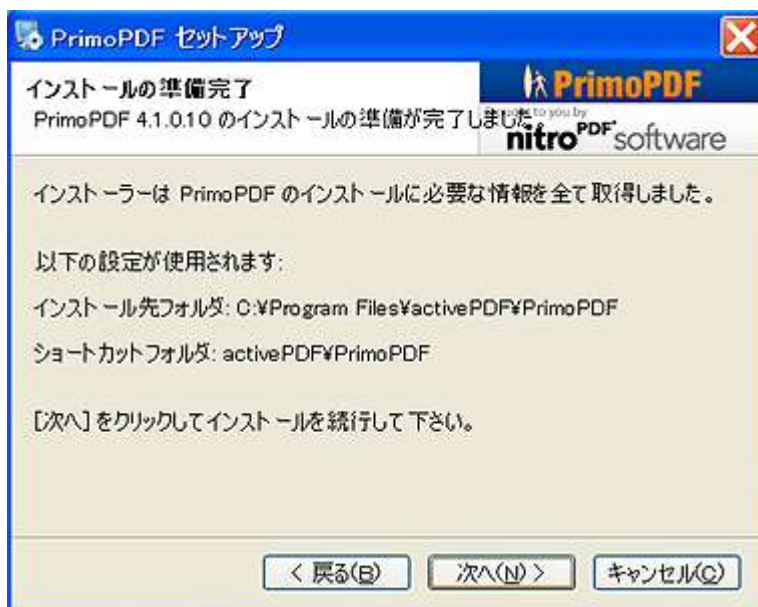 PrimoPDF セットアップ
インストールの準備完了
PrimoPDF 4.1.0.10 のインストールの準備が完了しました。
PrimoPDF
to you by
nitroPDF software
インストーラーは PrimoPDF のインストールに必要な情報を全て取得しました。
以下の設定が使用されます:
インストール先フォルダ: C:¥Program Files¥activePDF¥PrimoPDF
ショートカットフォルダ: activePDF¥PrimoPDF
[次へ] をクリックしてインストールを続行して下さい。
< 戻る(B)
次へ(N) >
キャンセル(C)